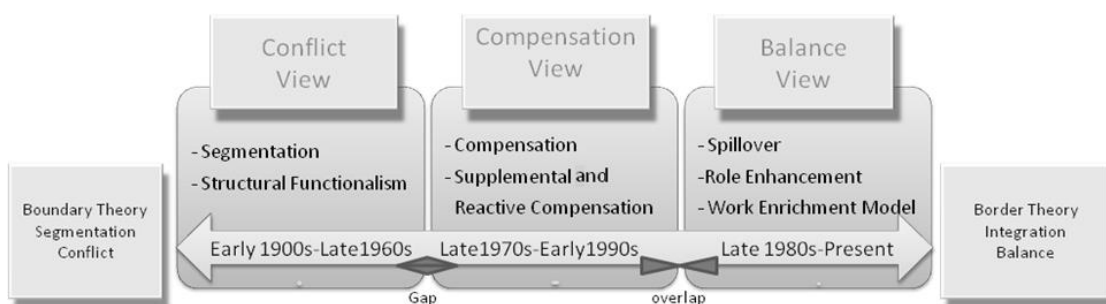 Conflict
View
Compensation
View
Balance
View
- Segmentation
- Structural Functionalism
- Compensation
- Supplemental and
Reactive Compensation
- Spillover
-Role Enhancement
- Work Enrichment Model
Boundary Theory
Segmentation
Conflict
Early 1900s-Late1960s
Late1970s-Early1990s
Late 1980s-Present
Border Theory
Integration
Balance
Gap
overlap